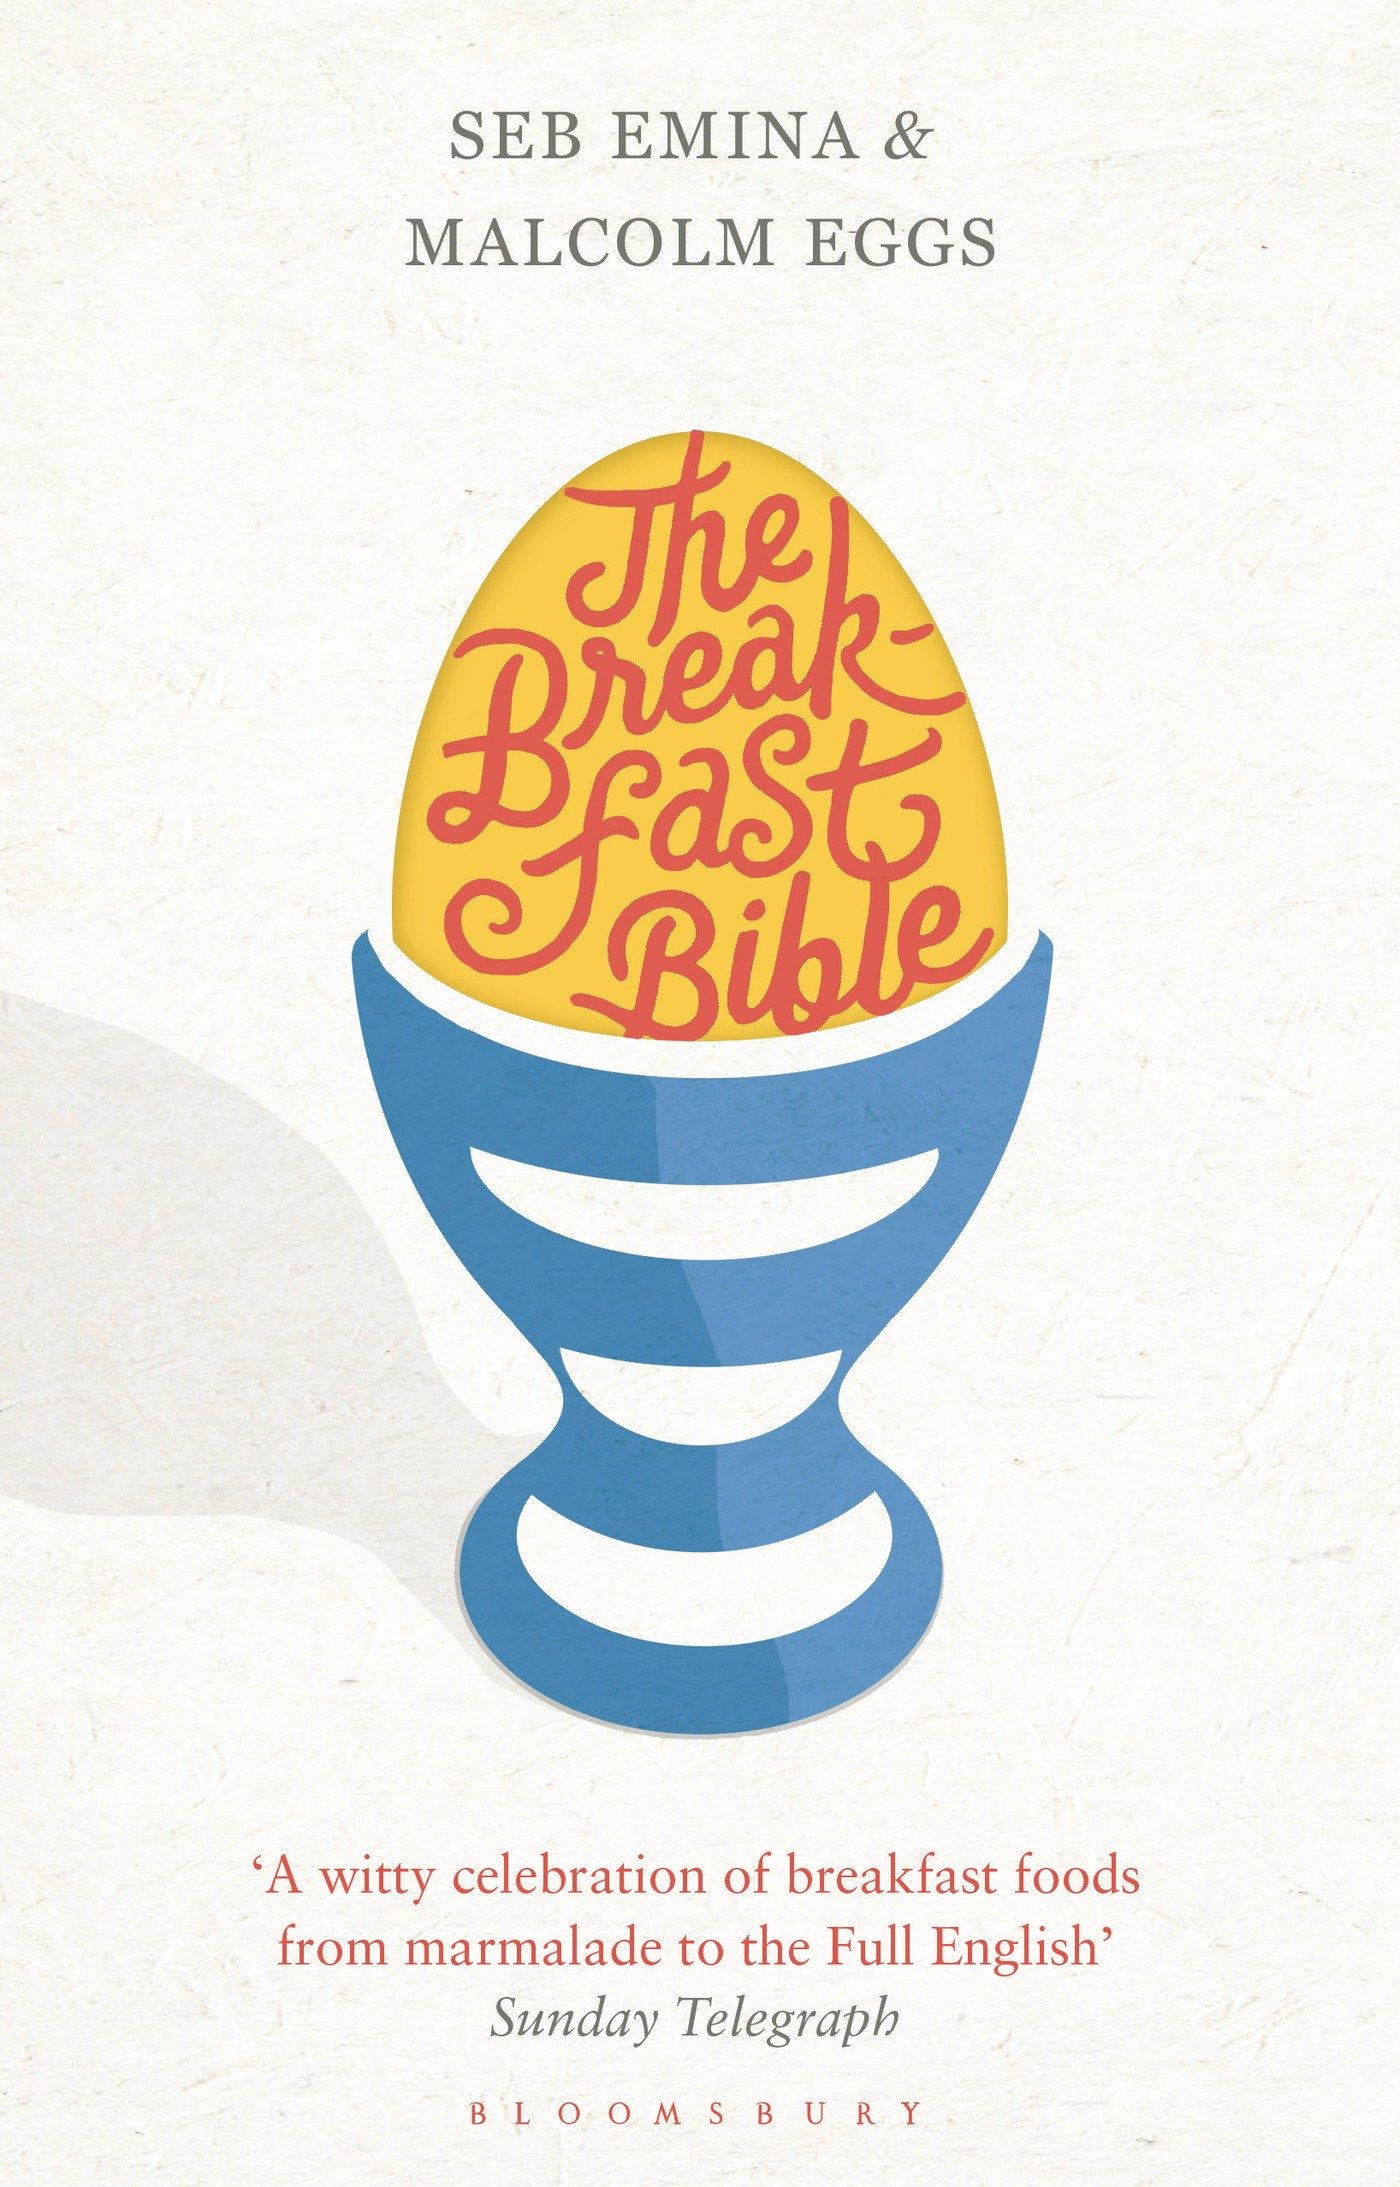 SEB EMINA &
MALCOLM EGGS
The
Break-
fast
Bible
‘A witty celebration of breakfast foods
from marmalade to the Full English’
Sunday Telegraph
BLOOMSBURY